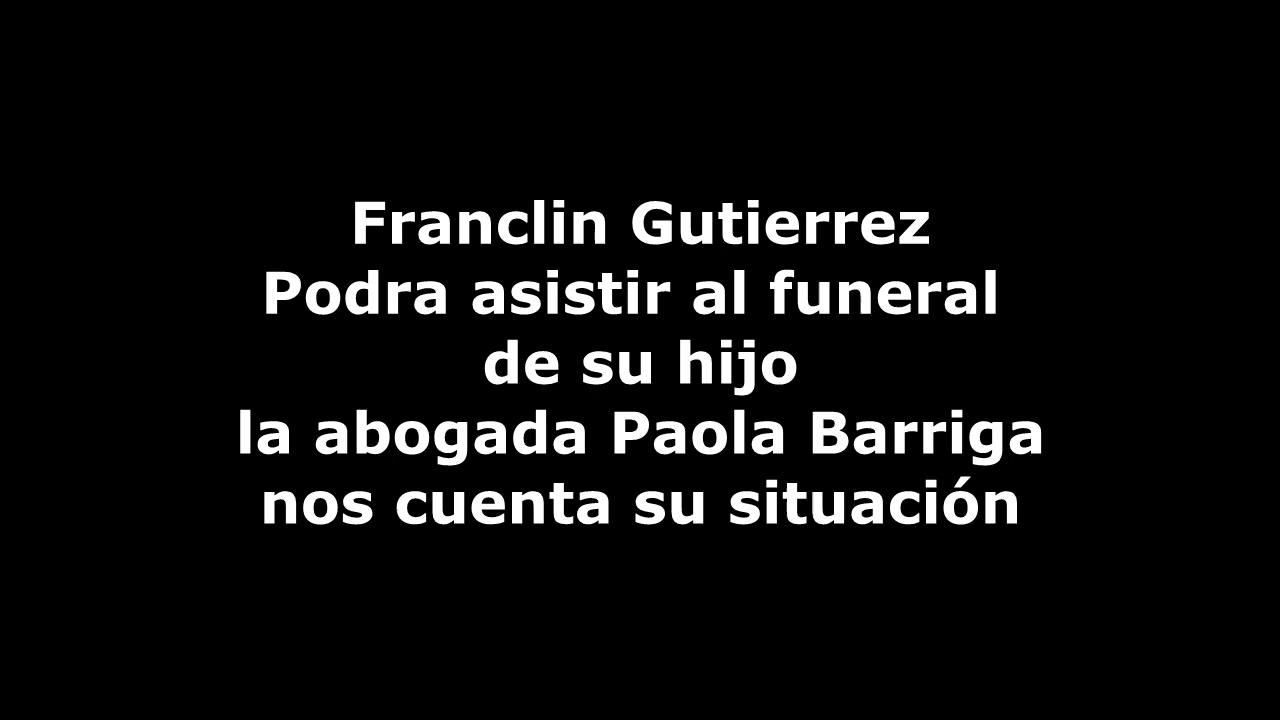 Franclin Gutierrez
Podra asistir al funeral
de su hijo
la abogada Paola Barriga
nos cuenta su situación